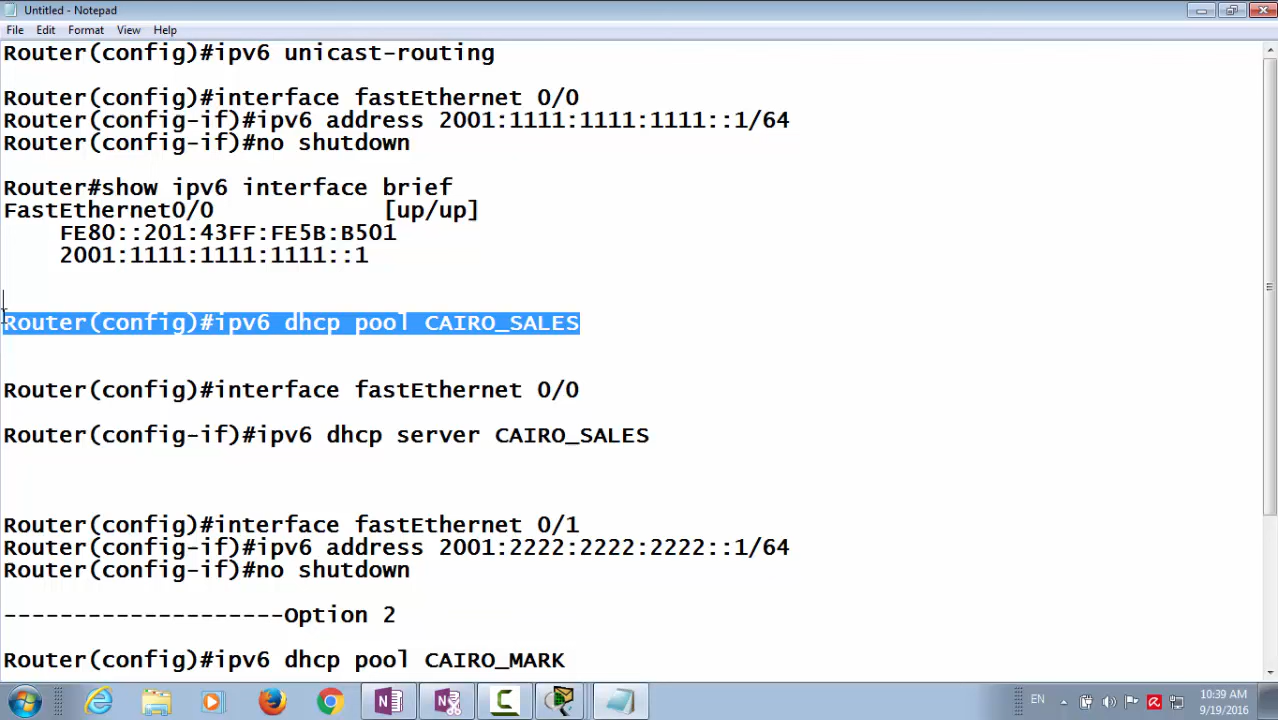 Untitled - Notepad
File Edit Format View Help
Router(config)#ipv6 unicast-routing
Router(config)#interface fastEthernet 0/0
Router(config-if)#ipv6 address 2001:1111:1111:1111::1/64
Router(config-if)#no shutdown
Router#show ipv6 interface brief
FastEthernet0/0 [up/up]
FE80::201:43FF:FE5B:B501
2001:1111:1111:1111::1
Router(config)#ipv6 dhcp pool CAIRO_SALES
Router(config)#interface fastEthernet 0/0
Router(config-if)#ipv6 dhcp server CAIRO_SALES
Router(config)#interface fastEthernet 0/1
Router(config-if)#ipv6 address 2001:2222:2222:2222::1/64
Router(config-if)#no shutdown
--------------------Option 2
Router(config)#ipv6 dhcp pool CAIRO_MARK
EN
10:39 AM
9/19/2016